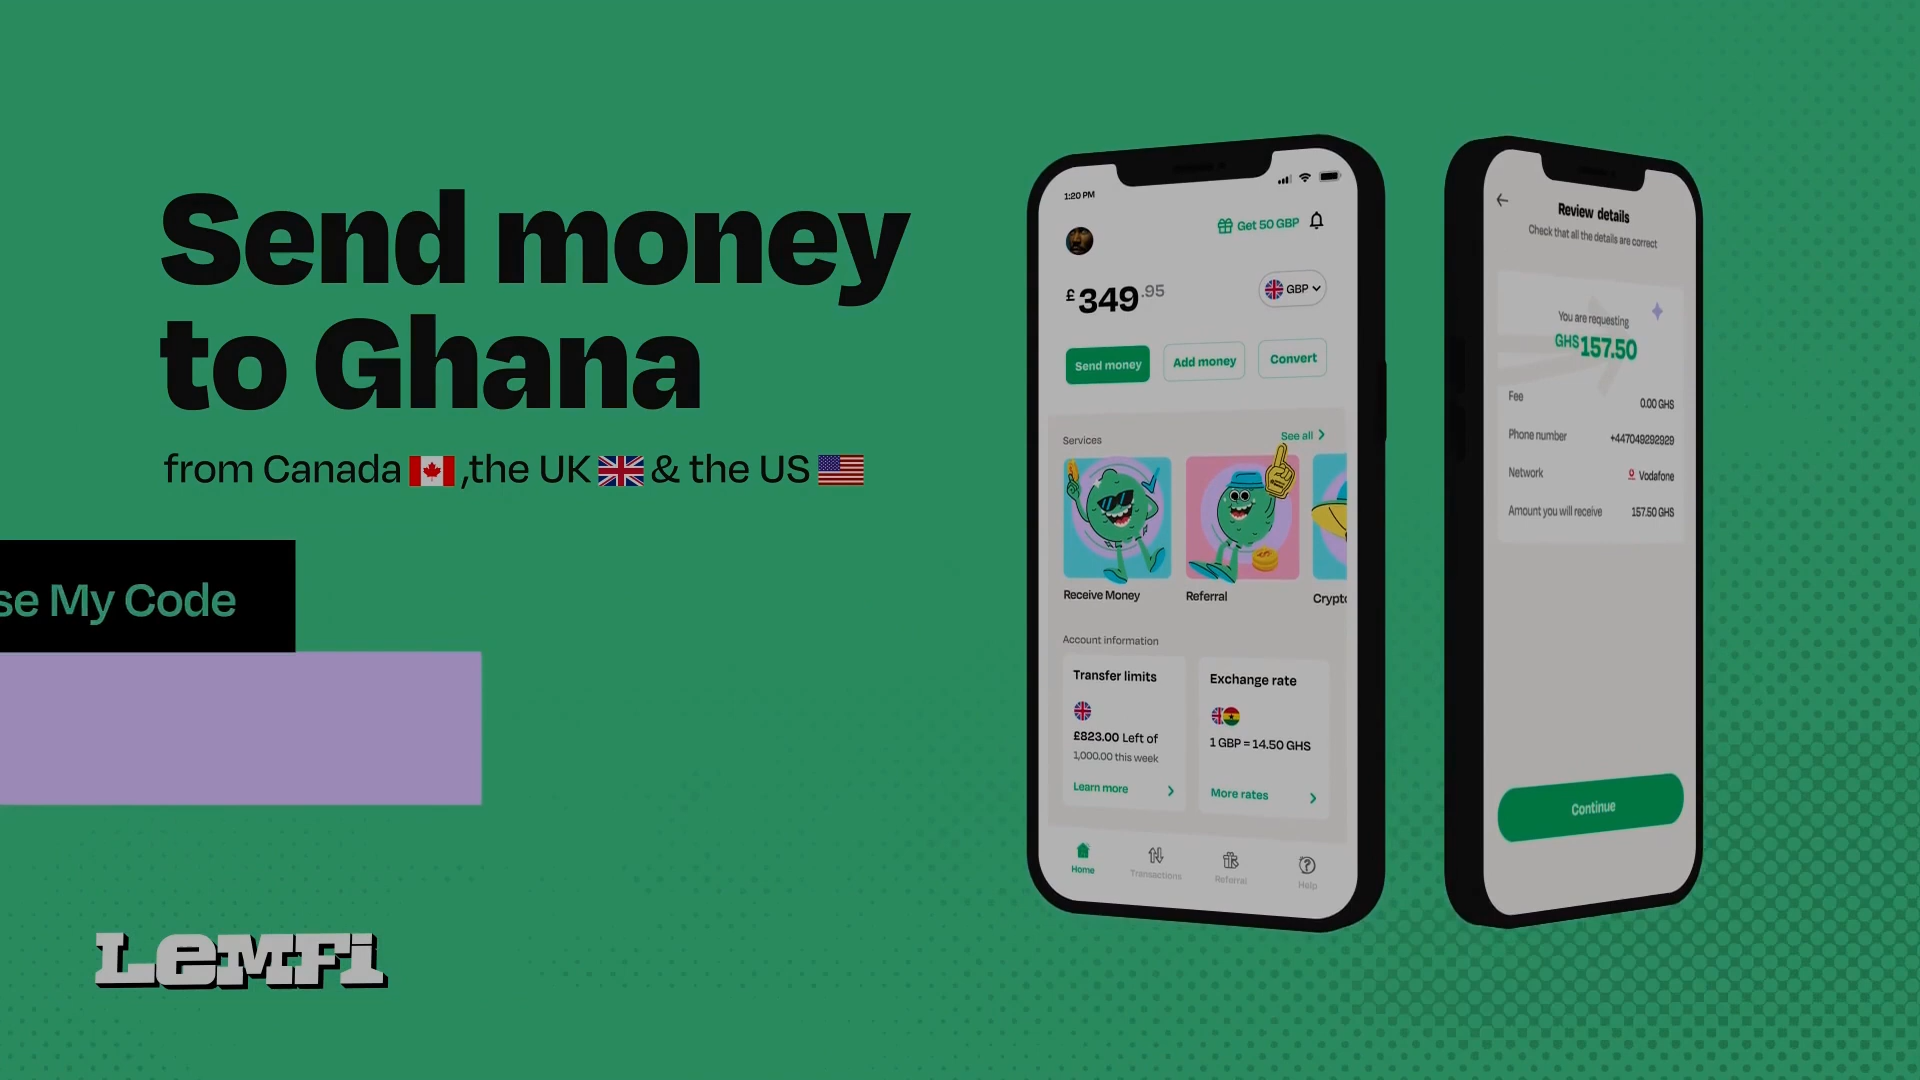 Send money
to Ghana
from Canada ,the UK & the US
se My Code
LemFi
1:20 PM
Get 50 GBP
£349.95
GBP
Send money
Add money
Convert
Services
See all
Receive Money
Referral
Crypto
Account information
Transfer limits
£823.00 Left of
1,000.00 this week
Learn more
Exchange rate
1 GBP = 14.50 GHS
More rates
Home
Transactions
Referral
Help
Review details
Check that all the details are correct
You are requesting
GHS157.50
Fee 0.00 GHS
Phone number +447049292929
Network Vodafone
Amount you will receive 157.50 GHS
Continue